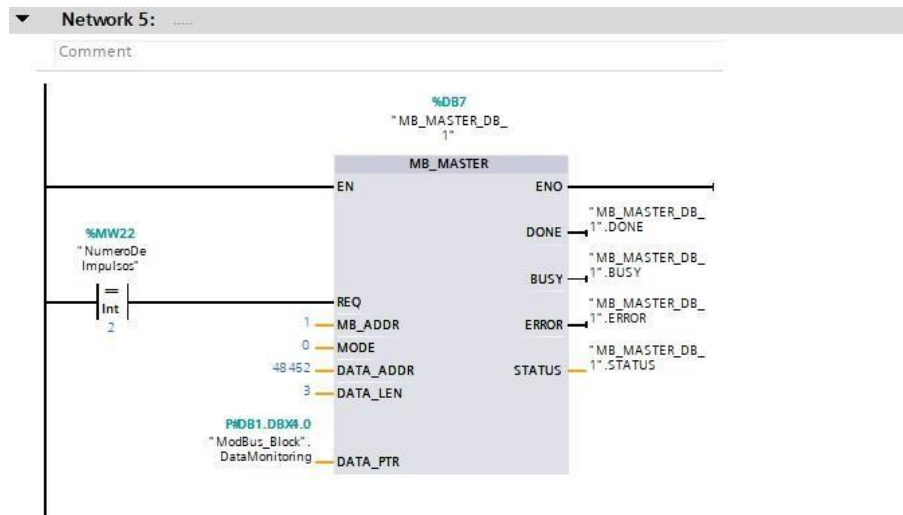 Network 5: .....
Comment
%DB7
"MB_MASTER_DB_
1"
MB_MASTER
EN
ENO
"MB_MASTER_DB_
1".DONE
DONE
%MW22
"NumeroDe
Impulsos"
"MB_MASTER_DB_
1".BUSY
BUSY
==
Int
2
REQ
"MB_MASTER_DB_
1".ERROR
1
MB_ADDR
ERROR
0
MODE
"MB_MASTER_DB_
1".STATUS
48452
DATA_ADDR
STATUS
3
DATA_LEN
P#DB1.DBX4.0
"ModBus_Block".
DataMonitoring
DATA_PTR